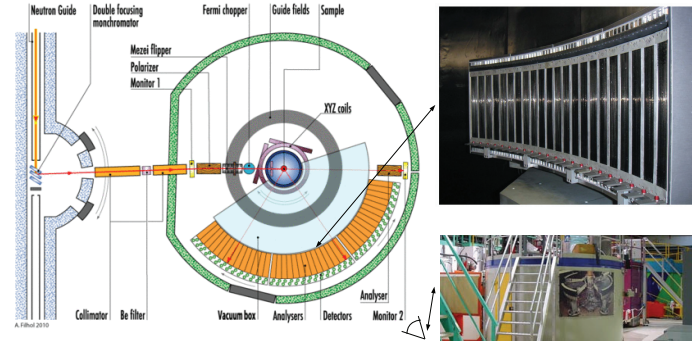 Neutron Guide
Double focusing
monchromator
Fermi chopper
Guide fields
Sample
Mezei flipper
Polarizer
Monitor 1
XYZ coils
Collimator
Be filter
Vacuum box
Analysers
Detectors
Analyser
Monitor 2
A. Filhol 2010